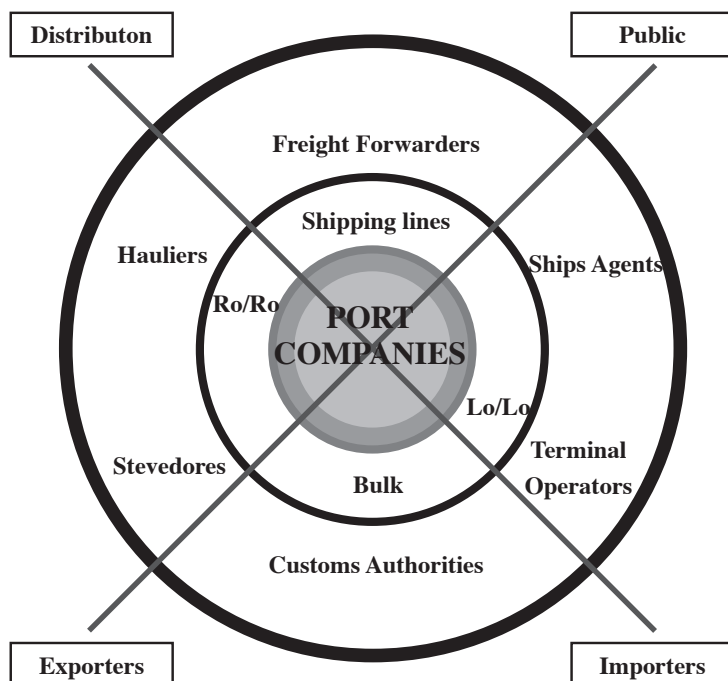 Distributon
Public
Freight Forwarders
Shipping lines
Hauliers
Ships Agents
Ro/Ro
PORT
COMPANIES
Lo/Lo
Stevedores
Terminal
Operators
Bulk
Customs Authorities
Exporters
Importers